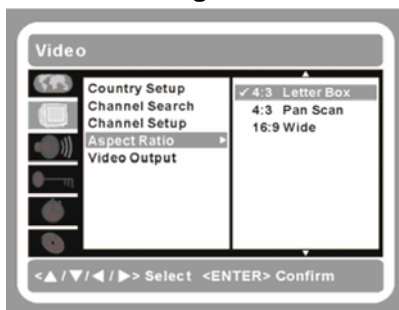 Video
Country Setup
Channel Search
Channel Setup
Aspect Ratio
Video Output
✓ 4:3 Letter Box
4:3 Pan Scan
16:9 Wide
<▲/▼/◀/▶> Select <ENTER> Confirm